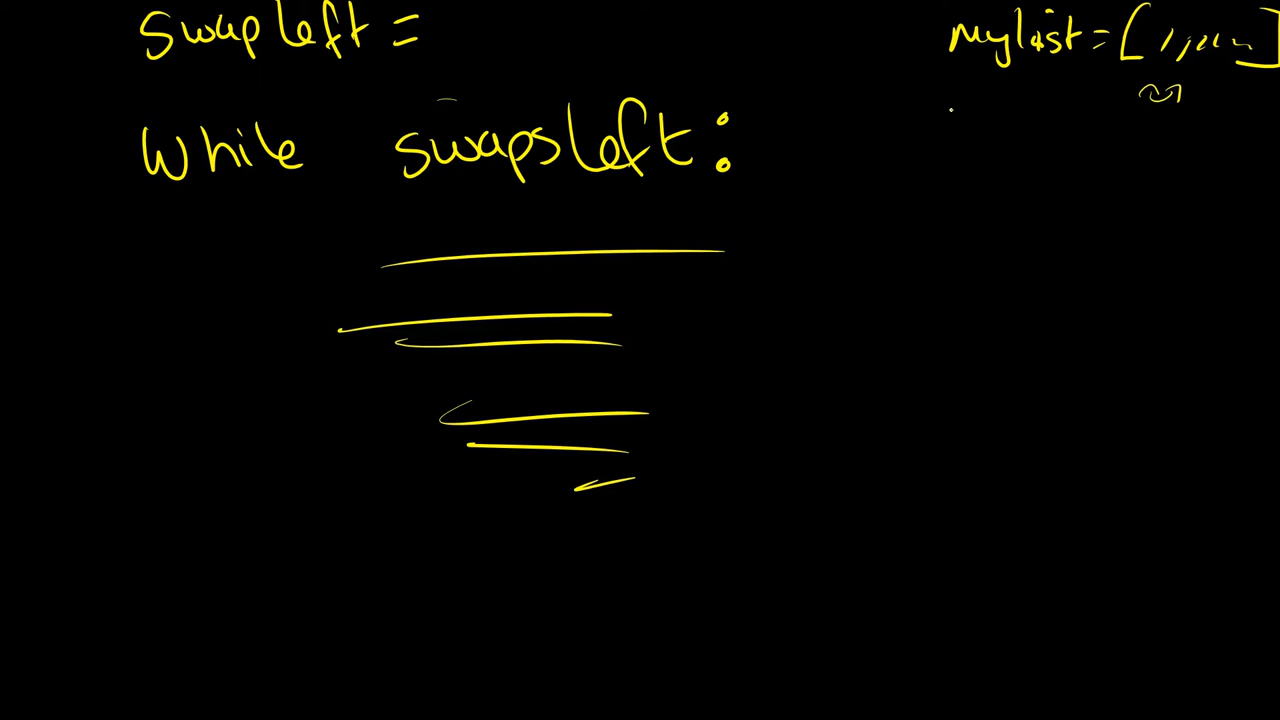 swapleft =
mylist = [
While swapsleft: